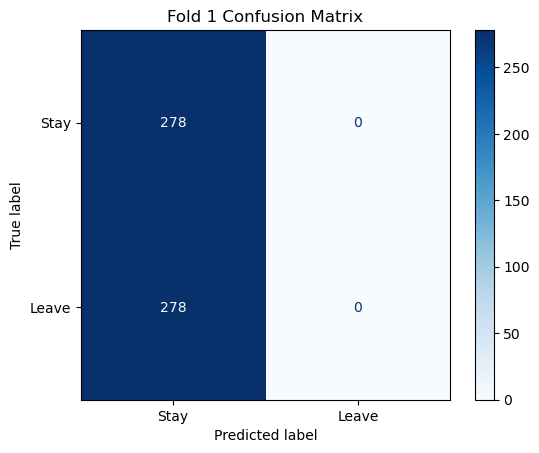 Fold 1 Confusion Matrix
True label
Stay
278
0
Leave
278
0
Stay
Leave
Predicted label
250
200
150
100
50
0